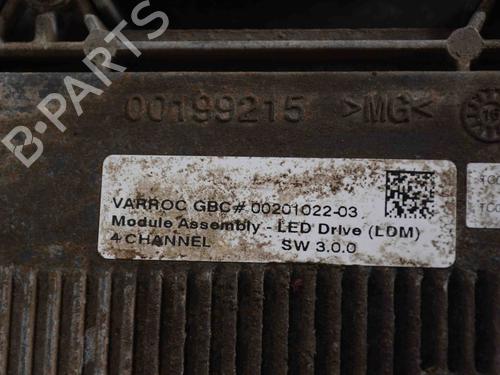 00199215 >MG<
VARROC GBC# 00201022-03
Module Assembly - LED Drive (LDM)
4 CHANNEL SW 3.0.0
B-PARTS